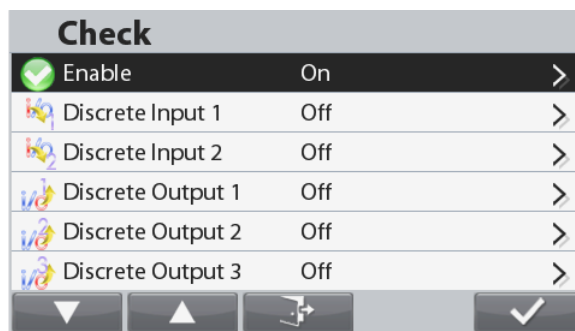 Check
Enable On
Discrete Input 1 Off
Discrete Input 2 Off
Discrete Output 1 Off
Discrete Output 2 Off
Discrete Output 3 Off